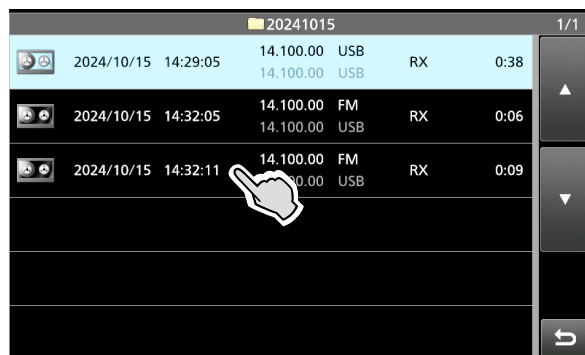 20241015 1/1
2024/10/15 14:29:05 14.100.00 USB RX 0:38
14.100.00 USB
2024/10/15 14:32:05 14.100.00 FM RX 0:06
14.100.00 USB
2024/10/15 14:32:11 14.100.00 FM RX 0:09
00.00 USB